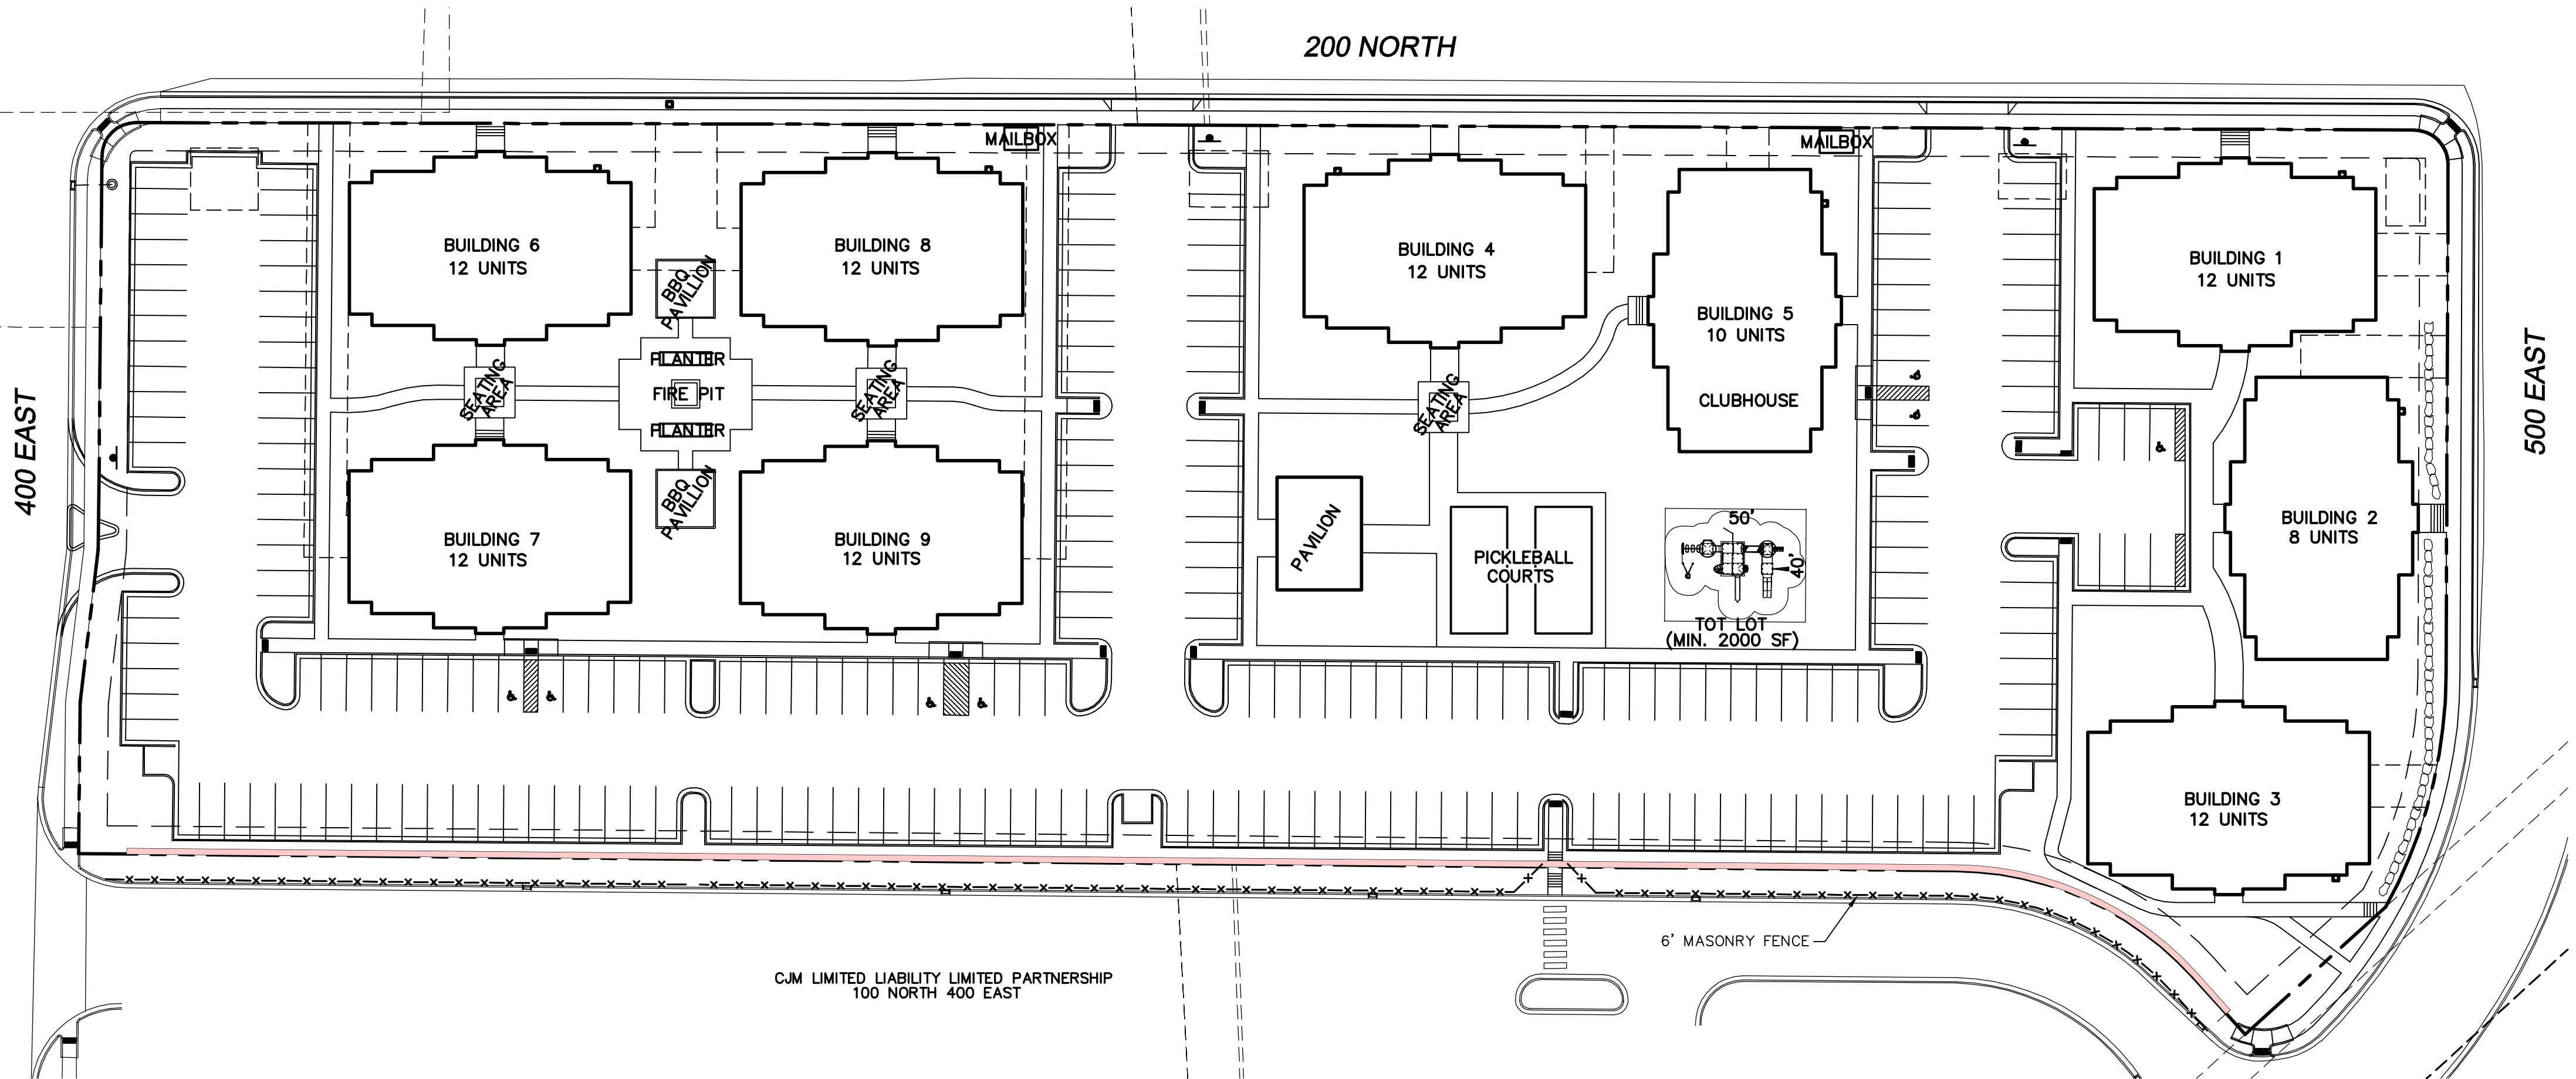 200 NORTH
400 EAST
500 EAST
MAILBOX
MAILBOX
BUILDING 6
12 UNITS
BUILDING 8
12 UNITS
BUILDING 4
12 UNITS
BUILDING 5
10 UNITS
CLUBHOUSE
BUILDING 1
12 UNITS
BBQ
PAVILLION
PLANTER
FIRE PIT
PLANTER
BBQ
PAVILLION
SEATING
AREA
SEATING
AREA
SEATING
AREA
BUILDING 7
12 UNITS
BUILDING 9
12 UNITS
PAVILION
PICKLEBALL
COURTS
50'
40'
TOT LOT
(MIN. 2000 SF)
BUILDING 2
8 UNITS
BUILDING 3
12 UNITS
6' MASONRY FENCE
CJM LIMITED LIABILITY LIMITED PARTNERSHIP
100 NORTH 400 EAST